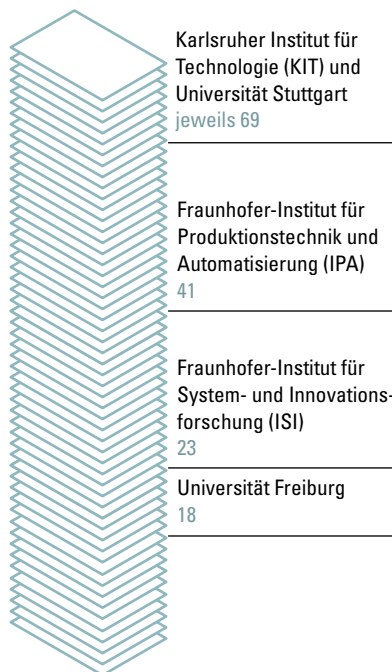 Karlsruher Institut für
Technologie (KIT) und
Universität Stuttgart
jeweils 69
Fraunhofer-Institut für
Produktionstechnik und
Automatisierung (IPA)
41
Fraunhofer-Institut für
System- und Innovations-
forschung (ISI)
23
Universität Freiburg
18